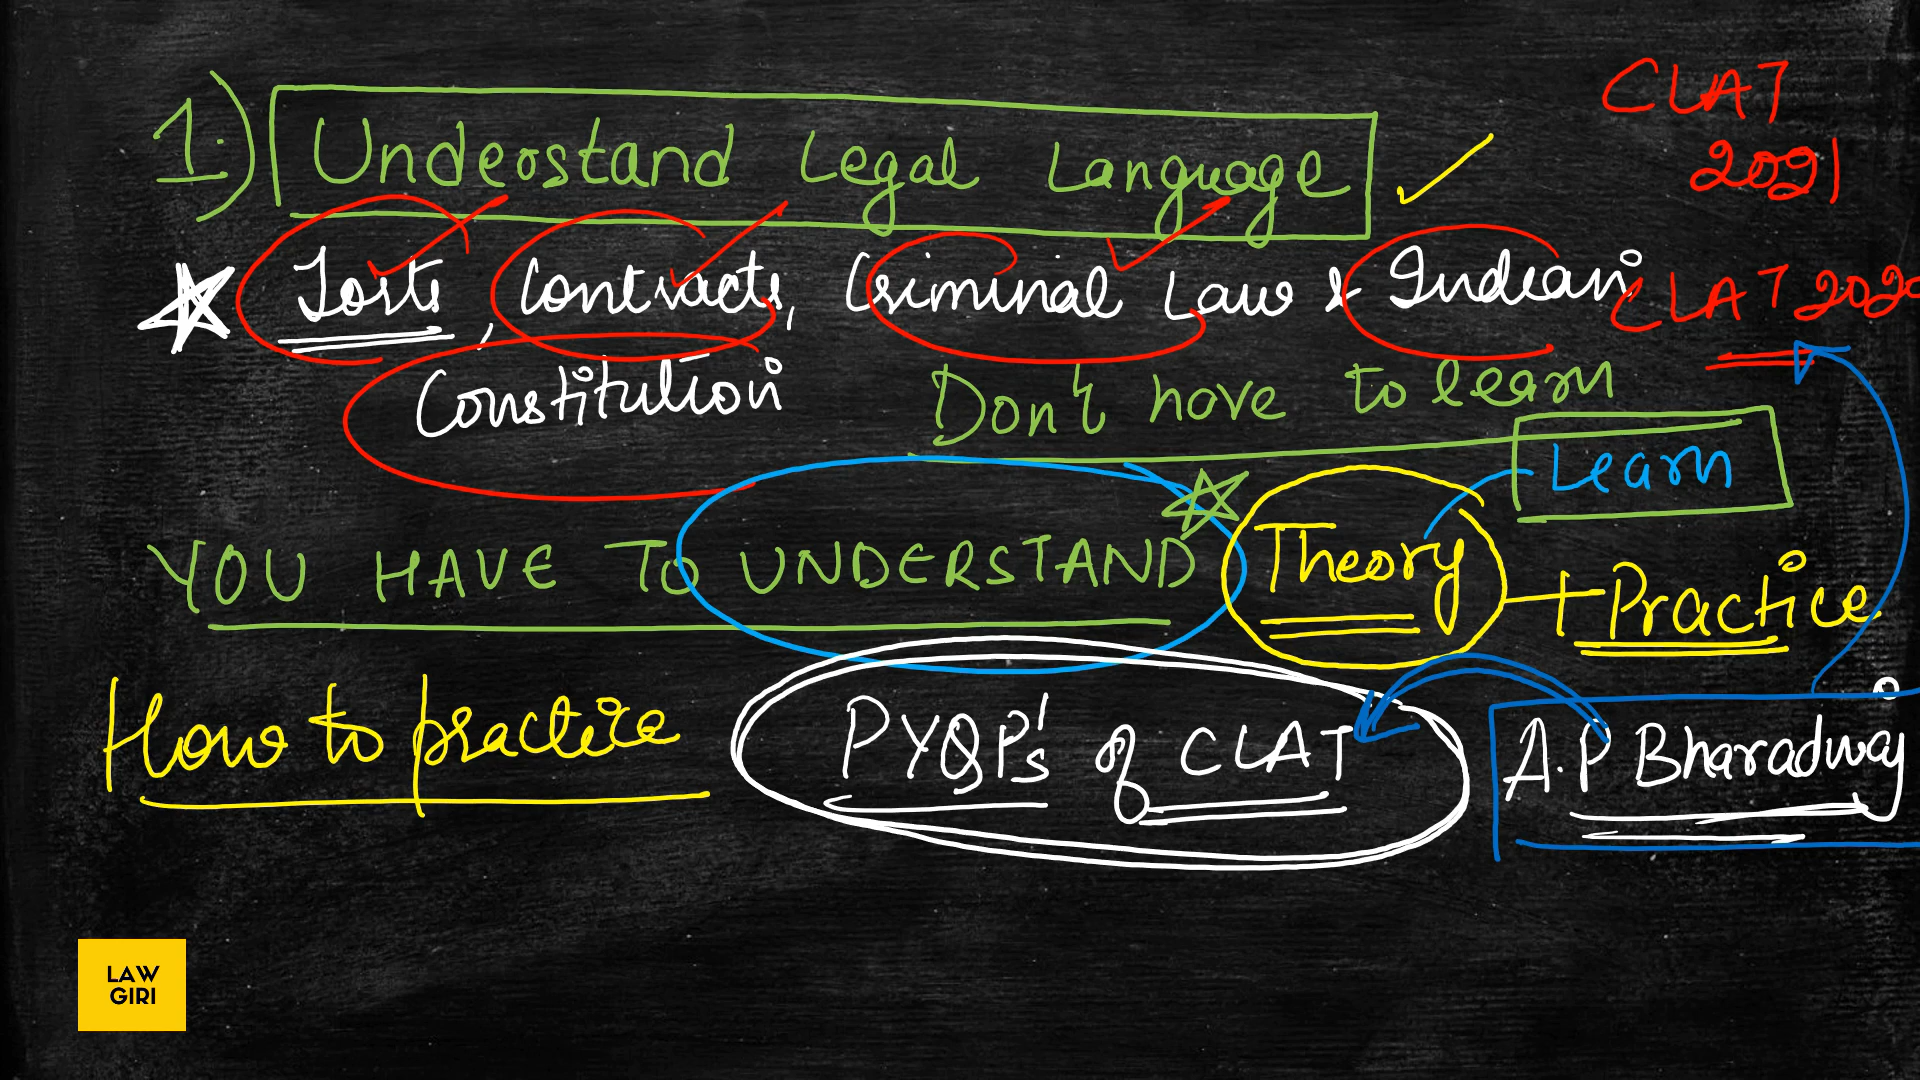 CLAT
2021
1.) Understand Legal Language
Torts, Contracts, Criminal Law & Indian
CLAT 2020
Constitution Don't have to learn
Learn
YOU HAVE TO UNDERSTAND Theory + Practice
How to practice PYQP's of CLAT A.P Bharadwaj
LAW
GIRI